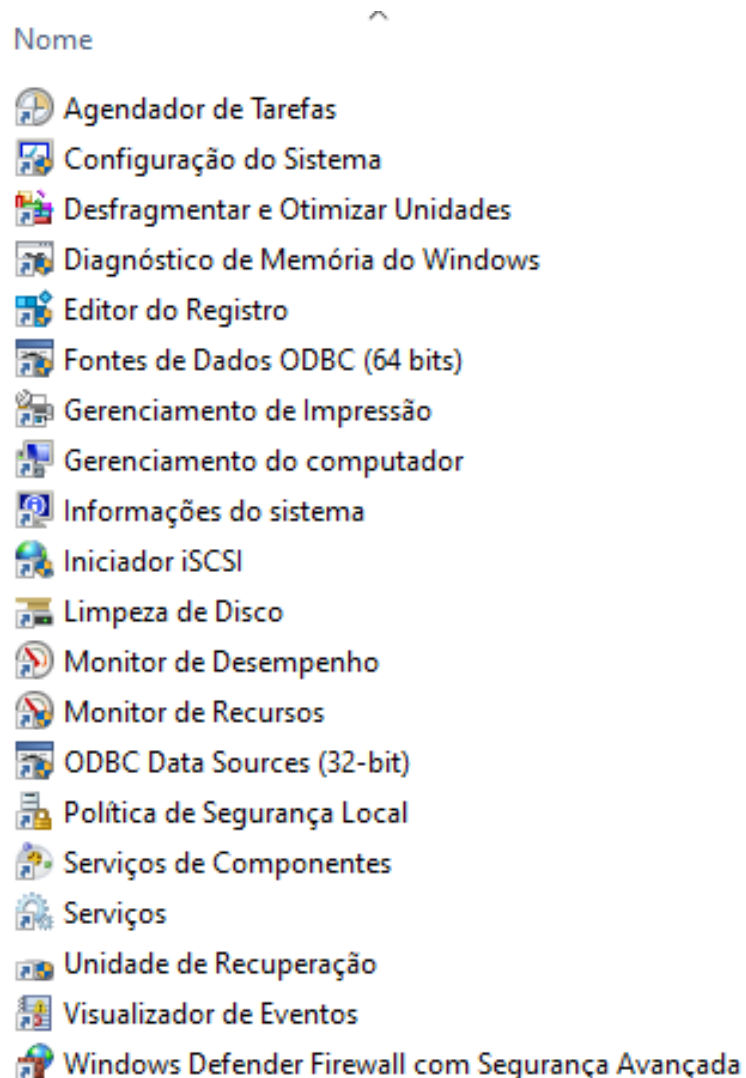 Nome
Agendador de Tarefas
Configuração do Sistema
Desfragmentar e Otimizar Unidades
Diagnóstico de Memória do Windows
Editor do Registro
Fontes de Dados ODBC (64 bits)
Gerenciamento de Impressão
Gerenciamento do computador
Informações do sistema
Iniciador iSCSI
Limpeza de Disco
Monitor de Desempenho
Monitor de Recursos
ODBC Data Sources (32-bit)
Política de Segurança Local
Serviços de Componentes
Serviços
Unidade de Recuperação
Visualizador de Eventos
Windows Defender Firewall com Segurança Avançada